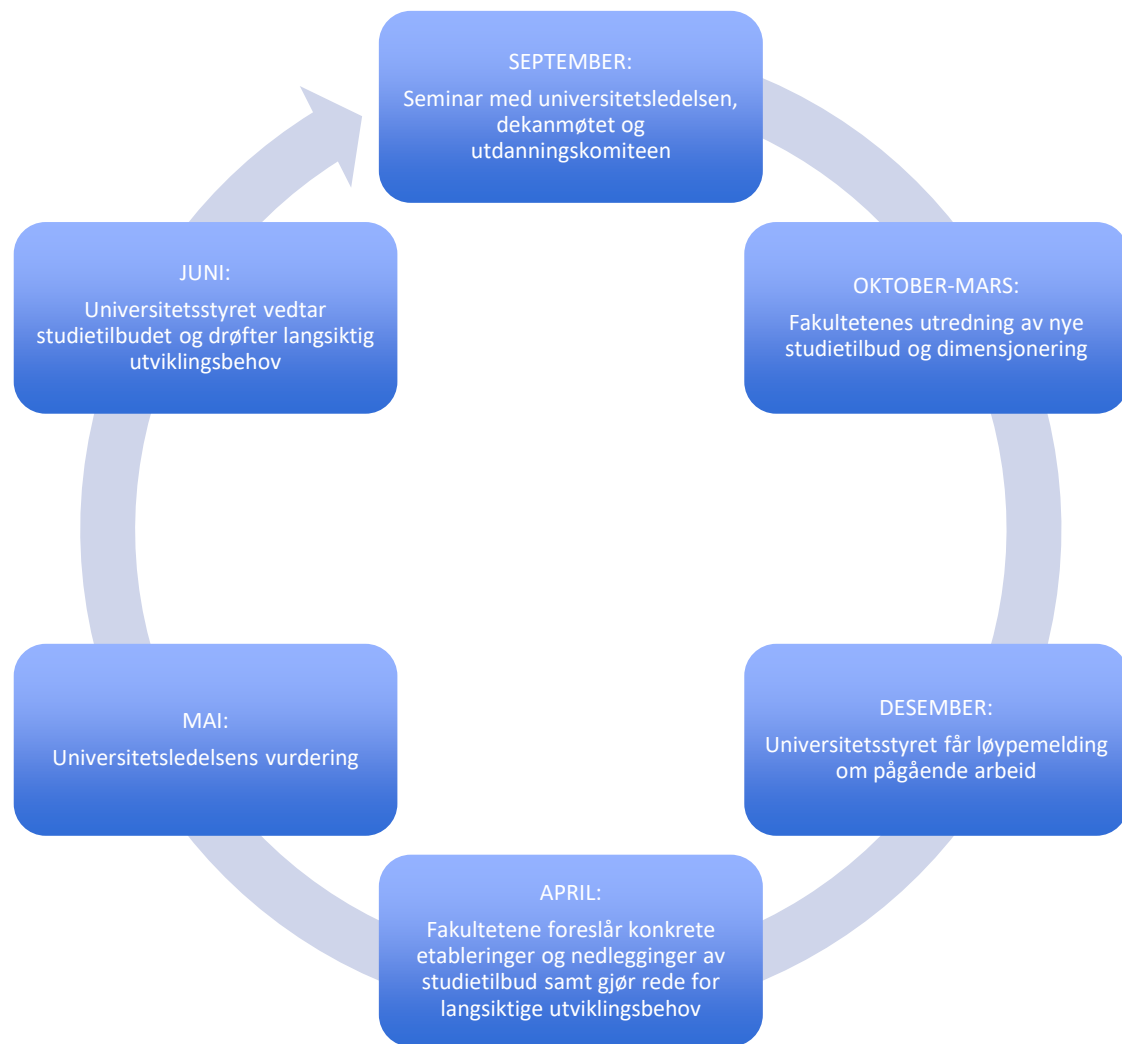 SEPTEMBER:
Seminar med universitetsledelsen,
dekanmøtet og
utdanningskomiteen
OKTOBER-MARS:
Fakultetenes utredning av nye
studietilbud og dimensjonering
DESEMBER:
Universitetsstyret får løypemelding
om pågående arbeid
APRIL:
Fakultetene foreslår konkrete
etableringer og nedlegginger av
studietilbud samt gjør rede for
langsiktige utviklingsbehov
MAI:
Universitetsledelsens vurdering
JUNI:
Universitetsstyret vedtar
studietilbudet og drøfter langsiktig
utviklingsbehov